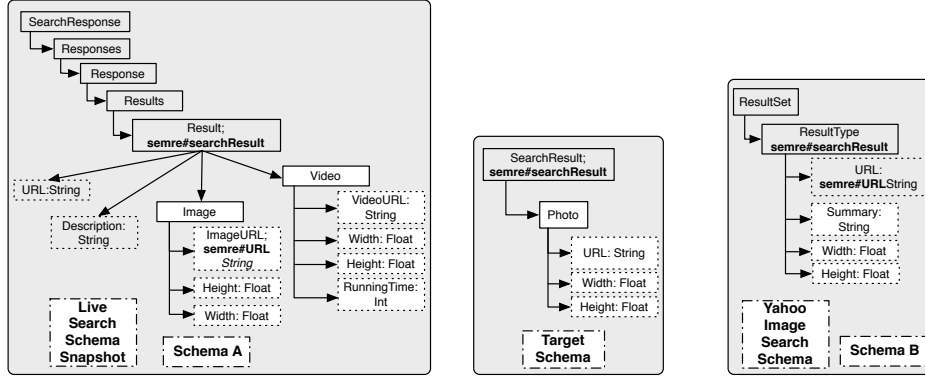 SearchResponse
Responses
Response
Results
Result;
semre#searchResult
URL:String
Description:
String
Image
ImageURL;
semre#URL
String
Height: Float
Width: Float
Video
VideoURL:
String
Width: Float
Height: Float
RunningTime:
Int
Live
Search
Schema
Snapshot
Schema A
SearchResult;
semre#searchResult
Photo
URL: String
Width: Float
Height: Float
Target
Schema
ResultSet
ResultType
semre#searchResult
URL:
semre#URLString
Summary:
String
Width: Float
Height: Float
Yahoo
Image
Search
Schema
Schema B